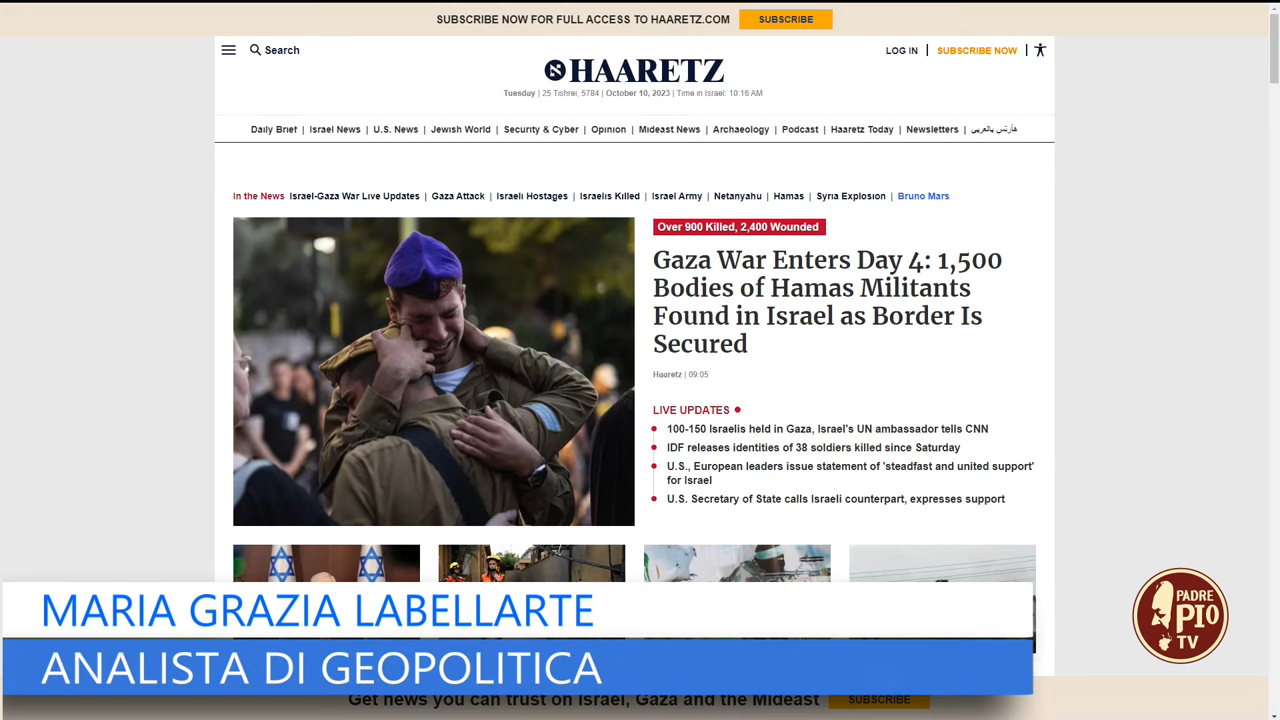 SUBSCRIBE NOW FOR FULL ACCESS TO HAARETZ.COM SUBSCRIBE
Search
LOG IN | SUBSCRIBE NOW |
HAARETZ
Tuesday | 25 Tishrei, 5784 | October 10, 2023 | Time in Israel: 10:16 AM
Daily Brief | Israel News | U.S. News | Jewish World | Security & Cyber | Opinion | Mideast News | Archaeology | Podcast | Haaretz Today | Newsletters | هآرتس بالعربي
In the News Israel-Gaza War Live Updates | Gaza Attack | Israeli Hostages | Israelis Killed | Israel Army | Netanyahu | Hamas | Syria Explosion | Bruno Mars
Over 900 Killed, 2,400 Wounded
Gaza War Enters Day 4: 1,500
Bodies of Hamas Militants
Found in Israel as Border Is
Secured
Haaretz | 09:05
LIVE UPDATES
100-150 Israelis held in Gaza, Israel's UN ambassador tells CNN
IDF releases identities of 38 soldiers killed since Saturday
U.S., European leaders issue statement of 'steadfast and united support'
for Israel
U.S. Secretary of State calls Israeli counterpart, expresses support
MARIA GRAZIA LABELLARTE
ANALISTA DI GEOPOLITICA
PADRE
PIO
TV
Get news you can trust on Israel, Gaza and the Mideast SUBSCRIBE